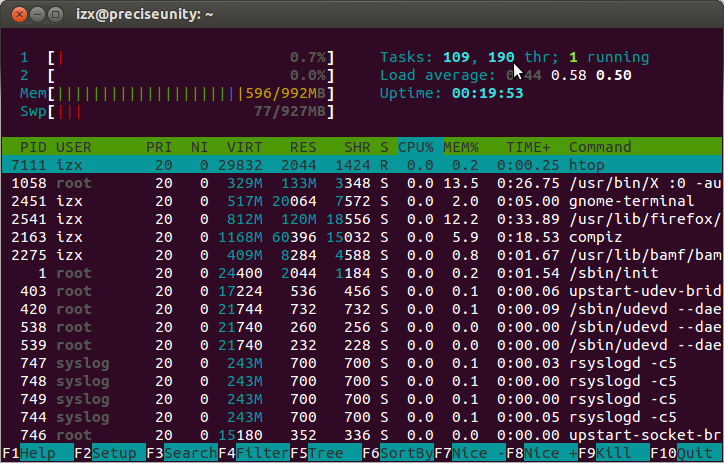 izx@preciseunity: ~
1 [| 0.7%] Tasks: 109, 190 thr; 1 running
2 [ 0.0%] Load average: 0.44 0.58 0.50
Mem[||||||||||||||||||||||596/992MB] Uptime: 00:19:53
Swp[||| 77/927MB]
PID USER PRI NI VIRT RES SHR S CPU% MEM% TIME+ Command
7111 izx 20 0 29832 2044 1424 R 0.0 0.2 0:00.25 htop
1058 root 20 0 329M 133M 3348 S 0.0 13.5 0:26.75 /usr/bin/X :0 -au
2451 izx 20 0 517M 20064 7572 S 0.0 2.0 0:05.00 gnome-terminal
2541 izx 20 0 812M 120M 18556 S 0.0 12.2 0:33.89 /usr/lib/firefox/
2163 izx 20 0 1168M 60396 15032 S 0.0 5.9 0:18.53 compiz
2275 izx 20 0 409M 8284 4588 S 0.0 0.8 0:01.67 /usr/lib/bamf/bam
1 root 20 0 24400 2044 1184 S 0.0 0.2 0:01.54 /sbin/init
403 root 20 0 17224 536 456 S 0.0 0.1 0:00.06 upstart-udev-brid
420 root 20 0 21744 732 732 S 0.0 0.1 0:00.09 /sbin/udevd --dae
538 root 20 0 21740 260 256 S 0.0 0.0 0:00.00 /sbin/udevd --dae
539 root 20 0 21740 232 228 S 0.0 0.0 0:00.00 /sbin/udevd --dae
747 syslog 20 0 243M 700 700 S 0.0 0.1 0:00.03 rsyslogd -c5
748 syslog 20 0 243M 700 700 S 0.0 0.1 0:00.00 rsyslogd -c5
749 syslog 20 0 243M 700 700 S 0.0 0.1 0:00.00 rsyslogd -c5
744 syslog 20 0 243M 700 700 S 0.0 0.1 0:00.05 rsyslogd -c5
746 root 20 0 15180 352 336 S 0.0 0.0 0:00.00 upstart-socket-br
F1Help F2Setup F3SearchF4FilterF5Tree F6SortByF7Nice -F8Nice +F9Kill F10Quit